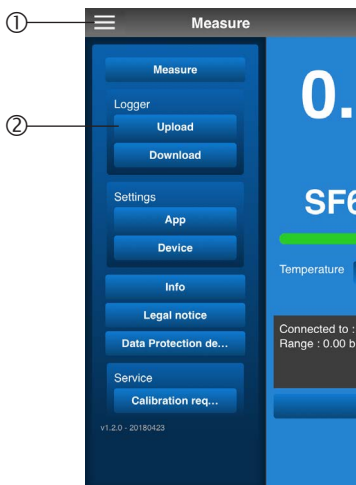 ①
Measure
②
Measure
Logger
Upload
Download
Settings
App
Device
Info
Legal notice
Data Protection de...
Service
Calibration req...
v1.2.0 - 20180423
0.
SF6
Temperature
Connected to :
Range : 0.00 b